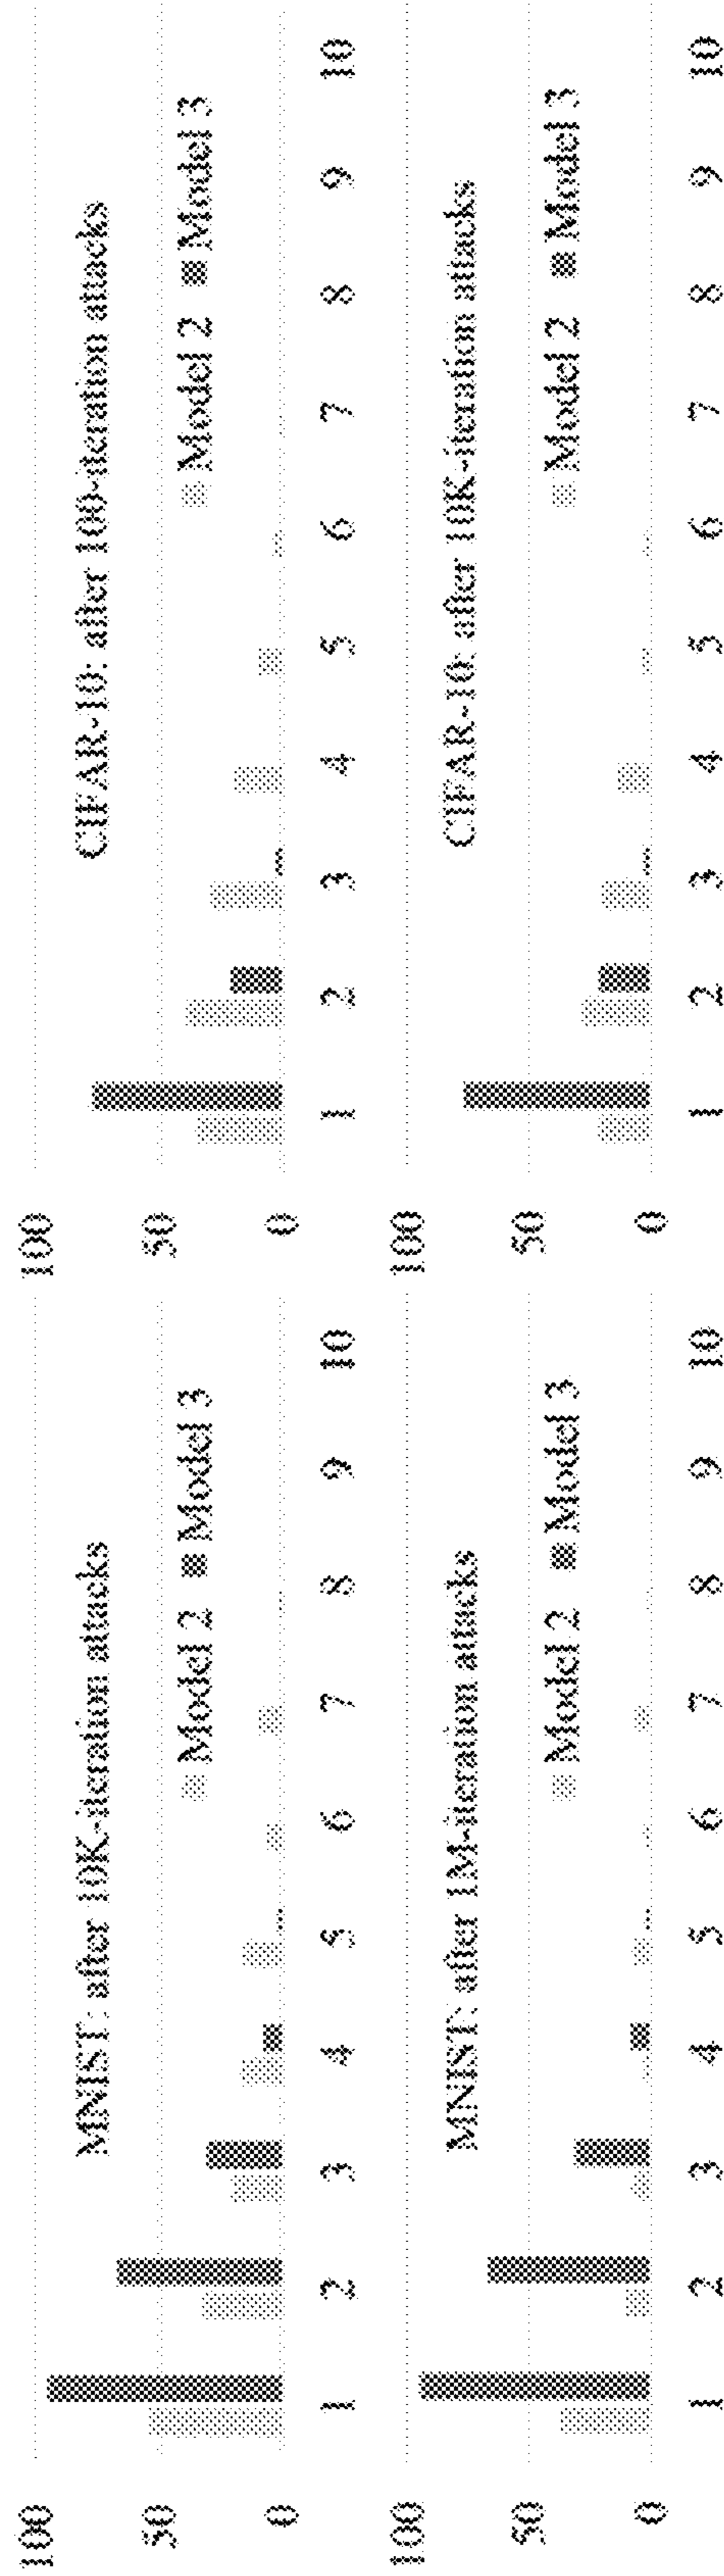 100
MNIST: after 10K-iteration attacks
50
Model 2 Model 3
0
1 2 3 4 5 6 7 8 9 10
100
CIFAR-10: after 100-iteration attacks
50
Model 2 Model 3
0
1 2 3 4 5 6 7 8 9 10
100
MNIST: after 1M-iteration attacks
50
Model 2 Model 3
0
1 2 3 4 5 6 7 8 9 10
100
CIFAR-10: after 10K-iteration attacks
50
Model 2 Model 3
0
1 2 3 4 5 6 7 8 9 10